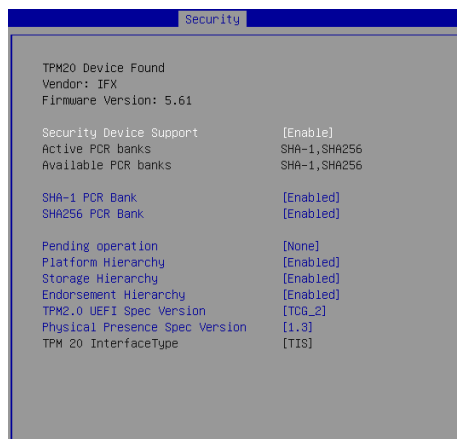 Security
TPM20 Device Found
Vendor: IFX
Firmware Version: 5.61
Security Device Support [Enable]
Active PCR banks SHA-1,SHA256
Available PCR banks SHA-1,SHA256
SHA-1 PCR Bank [Enabled]
SHA256 PCR Bank [Enabled]
Pending operation [None]
Platform Hierarchy [Enabled]
Storage Hierarchy [Enabled]
Endorsement Hierarchy [Enabled]
TPM2.0 UEFI Spec Version [TCG_2]
Physical Presence Spec Version [1.3]
TPM 20 InterfaceType [TIS]